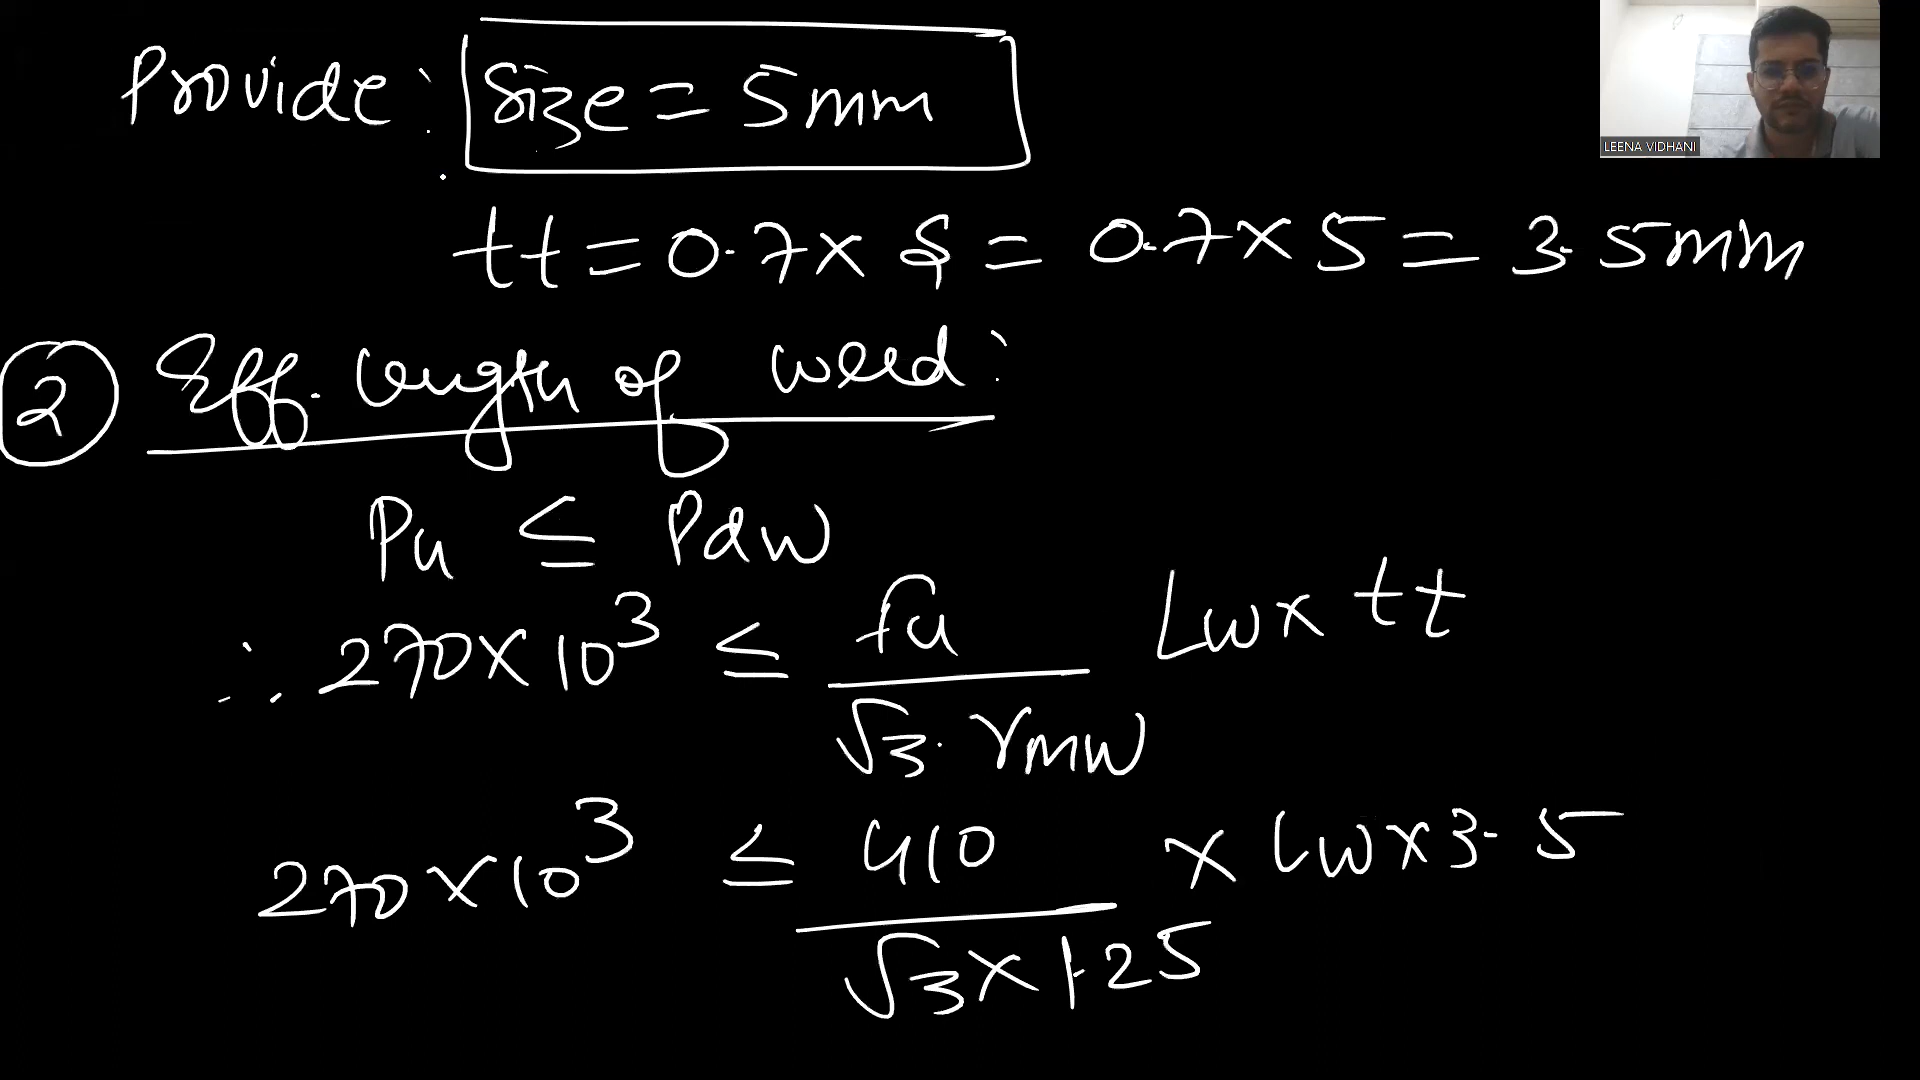 Provide: Size = 5mm
LEENA VIDHANI
tt = 0.7 × S = 0.7 × 5 = 3.5mm
2 Eff. length of weld:
Pu ≤ Pdw
∴ 270 × 10³ ≤ fu / √3 · γmw Lw × tt
270 × 10³ ≤ 410 / √3 × 1.25 × Lw × 3.5